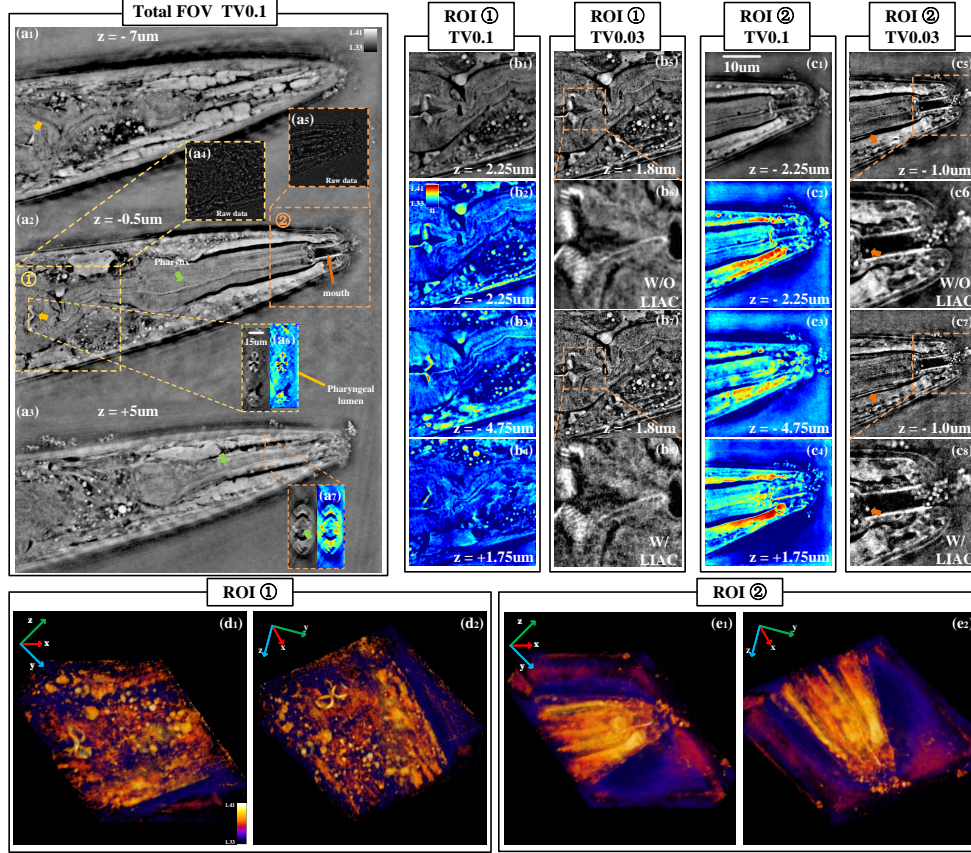 Total FOV TV0.1
(a1)
z = - 7um
1.41
1.33
(a4)
Raw data
(a5)
Raw data
(a2)
z = -0.5um
②
①
Pharynx
mouth
15um
(a6)
Pharyngeal
lumen
(a3)
z = +5um
(a7)
ROI ①
TV0.1
(b1)
z = - 2.25um
(b2)
1.41
1.33
n
z = - 2.25um
(b3)
z = - 4.75um
(b4)
z = +1.75um
ROI ①
TV0.03
(b5)
z = -1.8um
(b6)
W/O
LIAC
(b7)
z = -1.8um
(b8)
W/
LIAC
ROI ②
TV0.1
10um
(c1)
z = - 2.25um
(c2)
z = - 2.25um
(c3)
z = - 4.75um
(c4)
z = +1.75um
ROI ②
TV0.03
(c5)
z = - 1.0um
(c6)
W/O
LIAC
(c7)
z = - 1.0um
(c8)
W/
LIAC
ROI ①
z
x
y
(d1)
1.41
1.33
y
x
z
(d2)
ROI ②
z
x
y
(e1)
y
x
z
(e2)